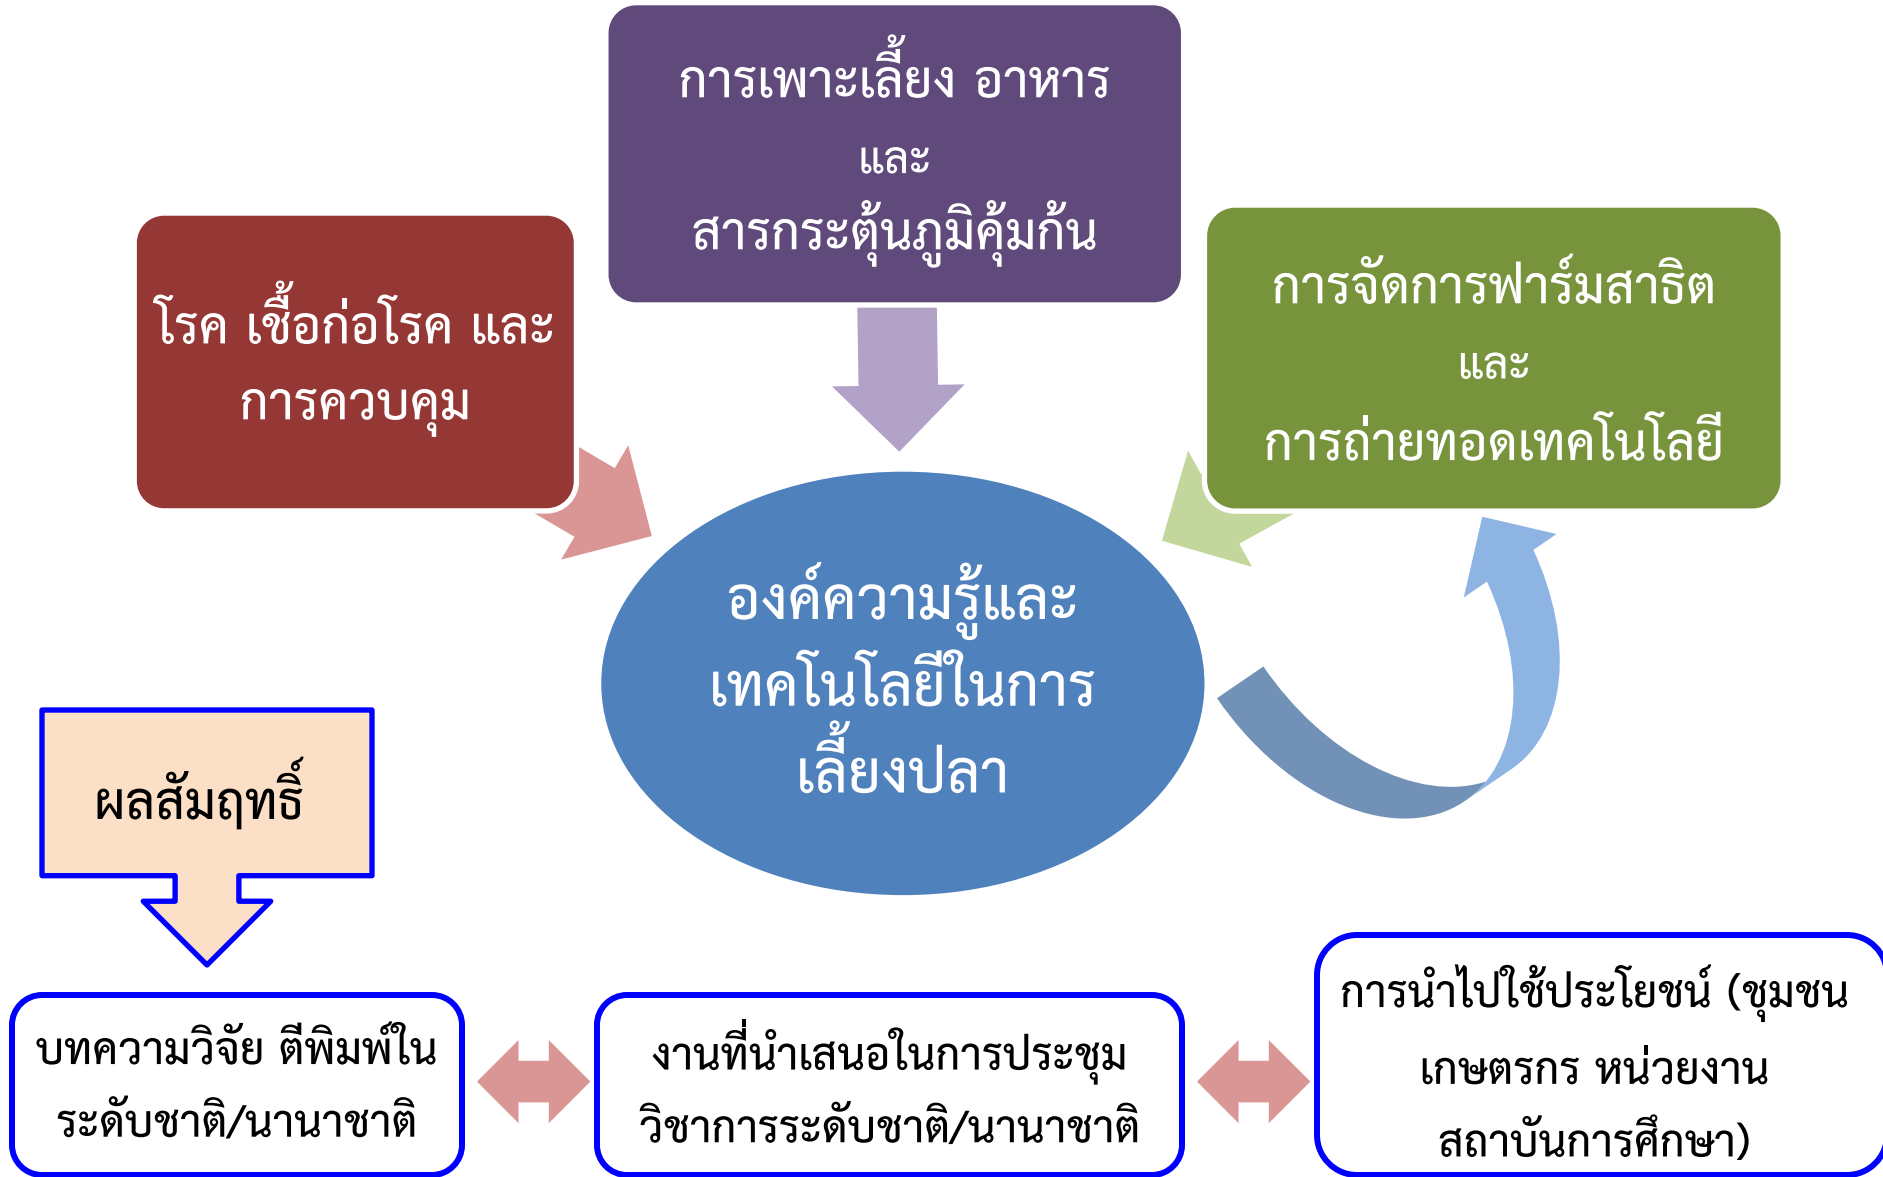 การเพาะเลี้ยง อาหาร
และ
สารกระตุ้นภูมิคุ้มก้น
โรค เชื้อก่อโรค และ
การควบคุม
การจัดการฟาร์มสาธิต
และ
การถ่ายทอดเทคโนโลยี
องค์ความรู้และ
เทคโนโลยีในการ
เลี้ยงปลา
ผลสัมฤทธิ์
บทความวิจัย ตีพิมพ์ใน
ระดับชาติ/นานาชาติ
งานที่นำเสนอในการประชุม
วิชาการระดับชาติ/นานาชาติ
การนำไปใช้ประโยชน์ (ชุมชน
เกษตรกร หน่วยงาน
สถาบันการศึกษา)